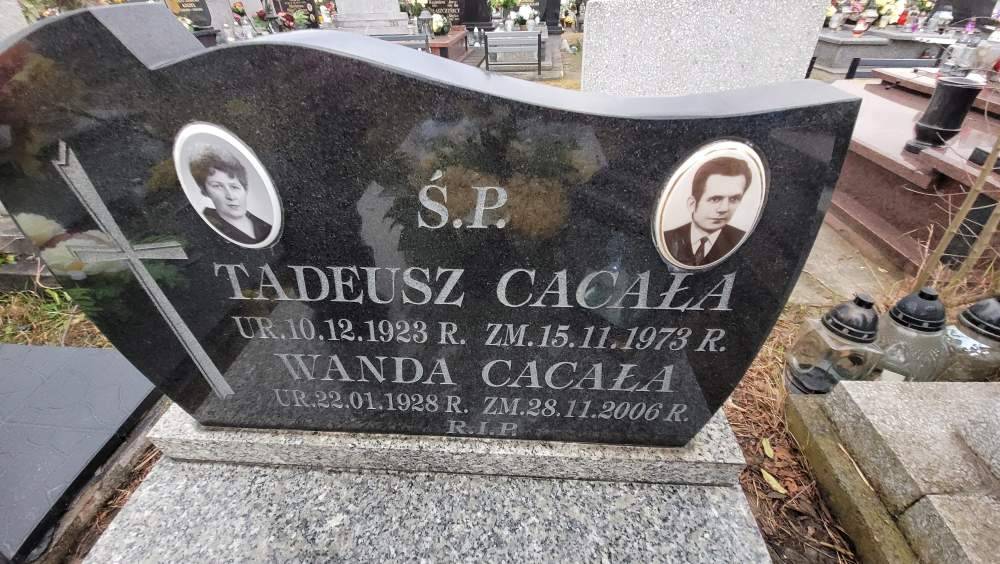 Ś.P.
TADEUSZ CACAŁA
UR.10.12.1923 R. ZM.15.11.1973 R.
WANDA CACAŁA
UR.22.01.1928 R. ZM.28.11.2006 R.
R.I.P.